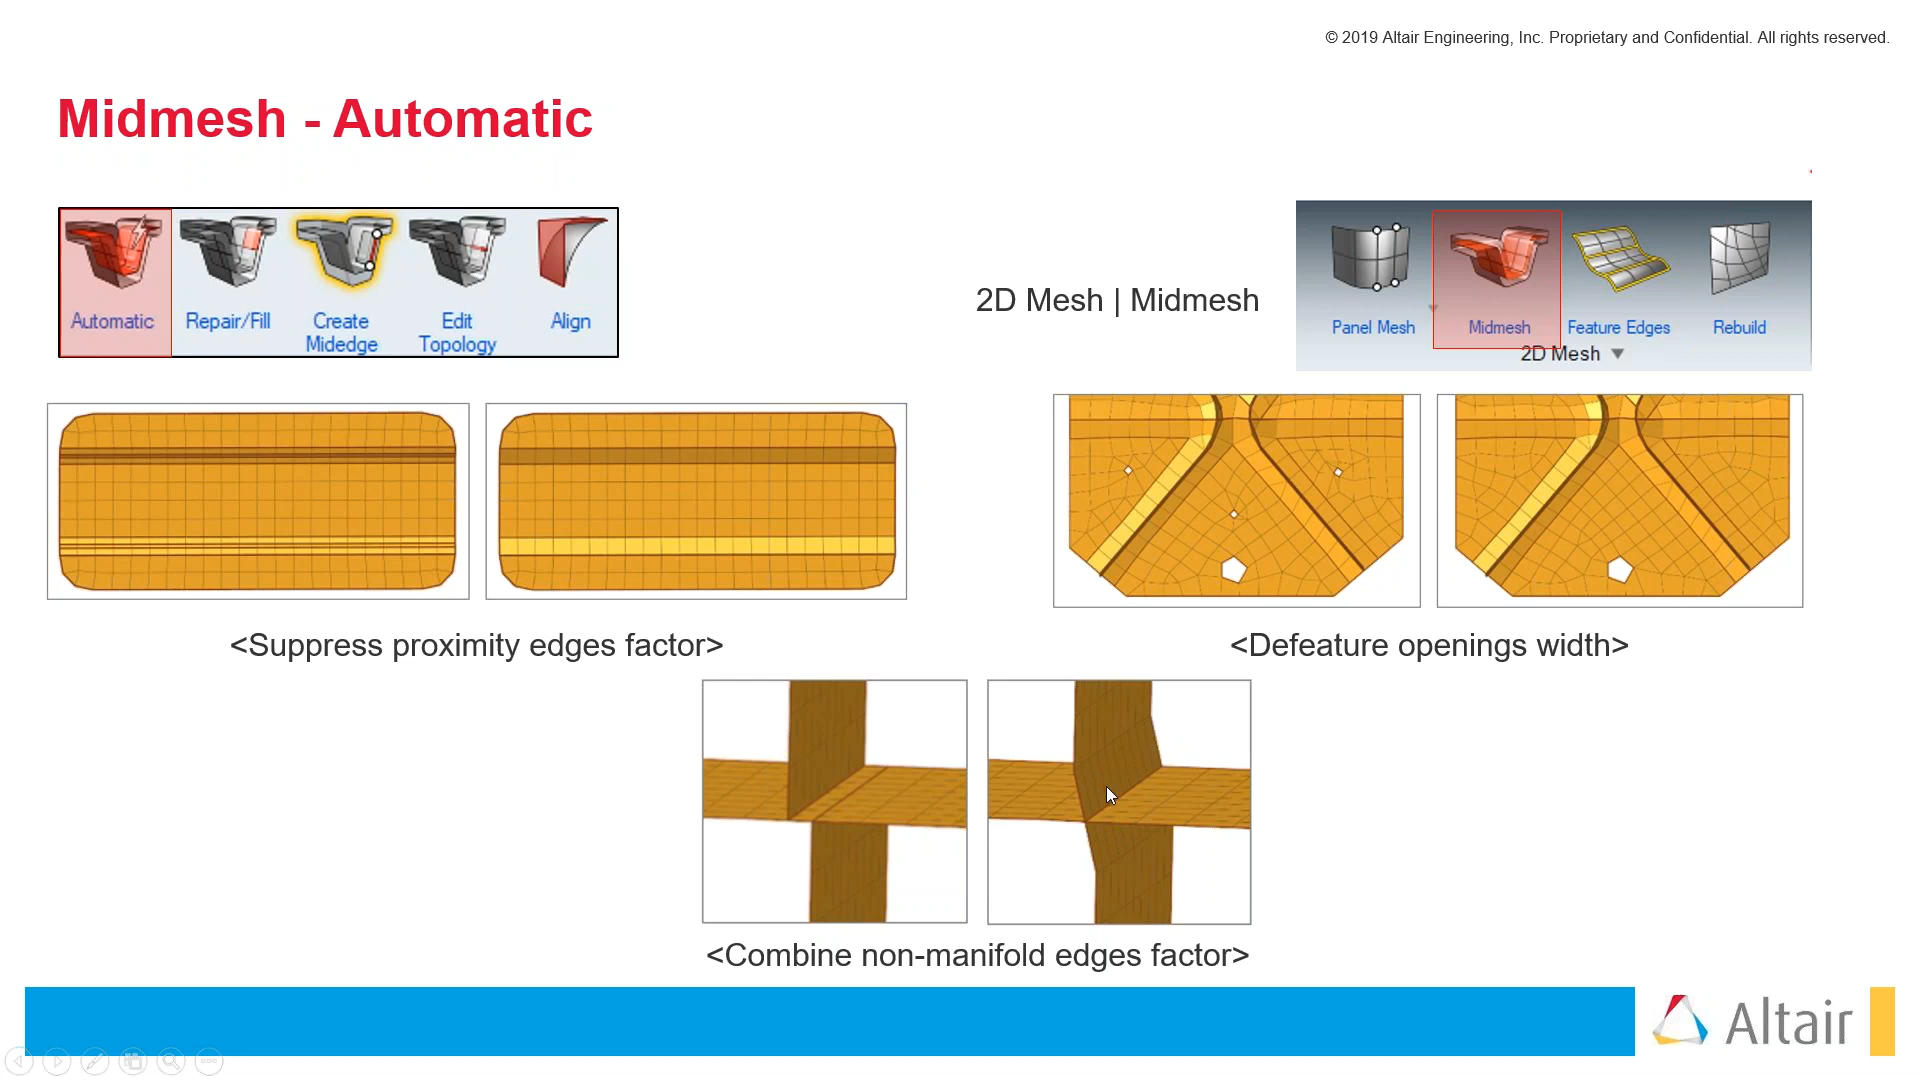 © 2019 Altair Engineering, Inc. Proprietary and Confidential. All rights reserved.
Midmesh - Automatic
Automatic
Repair/Fill
Create
Midedge
Edit
Topology
Align
2D Mesh | Midmesh
Panel Mesh
Midmesh
Feature Edges
Rebuild
2D Mesh
<Suppress proximity edges factor>
<Defeature openings width>
<Combine non-manifold edges factor>
Altair